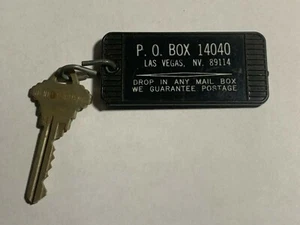 P. O. BOX 14040
LAS VEGAS, NV. 89114
DROP IN ANY MAIL BOX
WE GUARANTEE POSTAGE